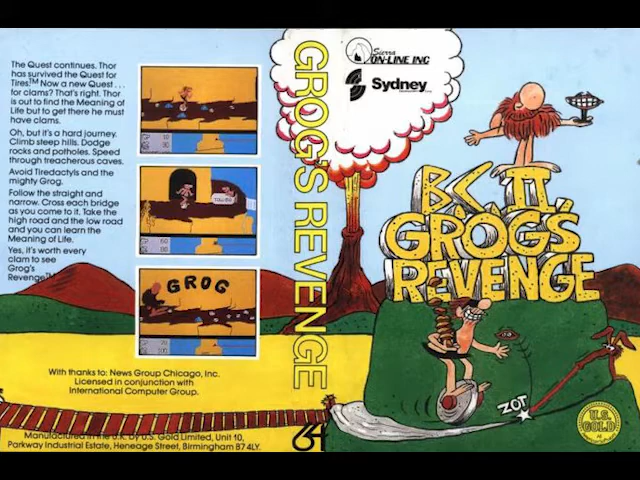 The Quest continues. Thor
has survived the Quest for
Tires.TM Now a new Quest . . .
for clams? That's right. Thor
is out to find the Meaning of
Life but to get there he must
have clams.
Oh, but it's a hard journey.
Climb steep hills. Dodge
rocks and potholes. Speed
through treacherous caves.
Avoid Tiredactyls and the
mighty Grog.
Follow the straight and
narrow. Cross each bridge
as you come to it. Take the
high road and the low road
and you can learn the
Meaning of Life.
Yes, it's worth every
clam to see
Grog's
Revenge™
GROG
With thanks to: News Group Chicago, Inc.
Licensed in conjunction with
International Computer Group.
Manufactured in the U.K. by U.S. Gold Limited, Unit 10,
Parkway Industrial Estate, Heneage Street, Birmingham B7 4LY.
GROG'S REVENGE
64
Sierra
ON-LINE INC
Sydney
B.C. II,
GROG'S
REVENGE
ZOT
U.S.
GOLD